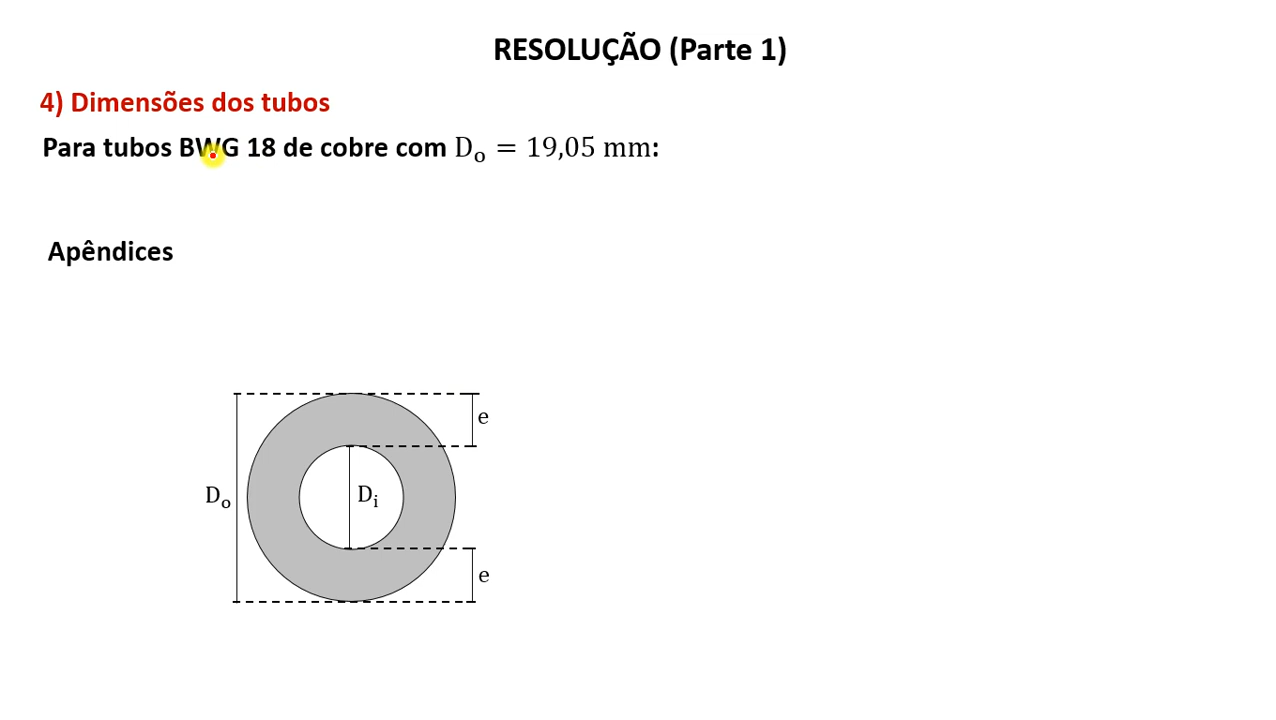 RESOLUÇÃO (Parte 1)
4) Dimensões dos tubos
Para tubos BWG 18 de cobre com Dₒ = 19,05 mm:
Apêndices
e
Dₒ
Dᵢ
e